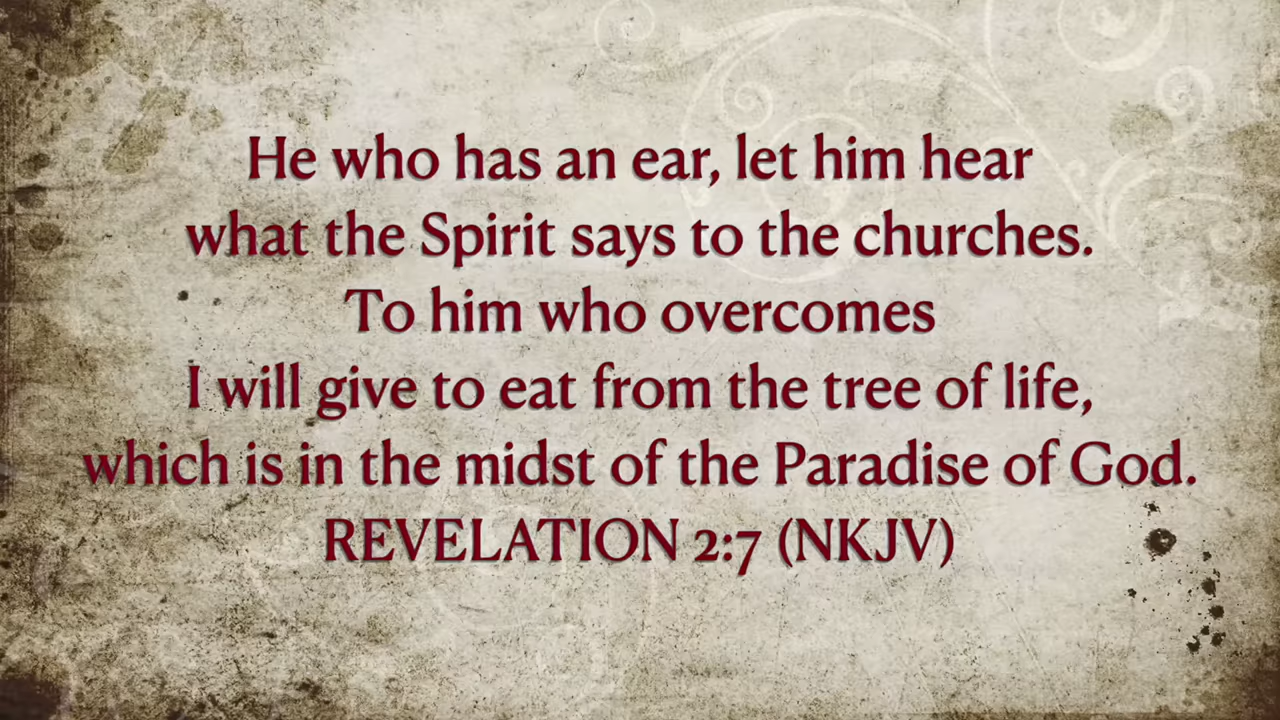 He who has an ear, let him hear
what the Spirit says to the churches.
To him who overcomes
I will give to eat from the tree of life,
which is in the midst of the Paradise of God.
REVELATION 2:7 (NKJV)